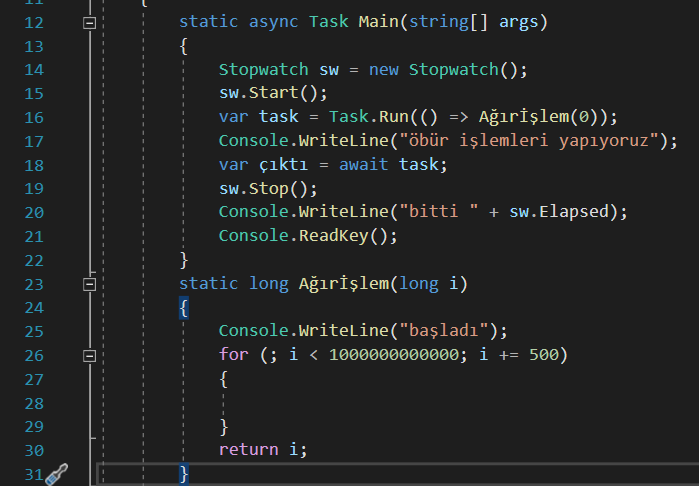 11 {
12 static async Task Main(string[] args)
13 {
14 Stopwatch sw = new Stopwatch();
15 sw.Start();
16 var task = Task.Run(() => Ağırİşlem(0));
17 Console.WriteLine("öbür işlemleri yapıyoruz");
18 var çıktı = await task;
19 sw.Stop();
20 Console.WriteLine("bitti " + sw.Elapsed);
21 Console.ReadKey();
22 }
23 static long Ağırİşlem(long i)
24 {
25 Console.WriteLine("başladı");
26 for (; i < 1000000000000; i += 500)
27 {
28
29 }
30 return i;
31 }